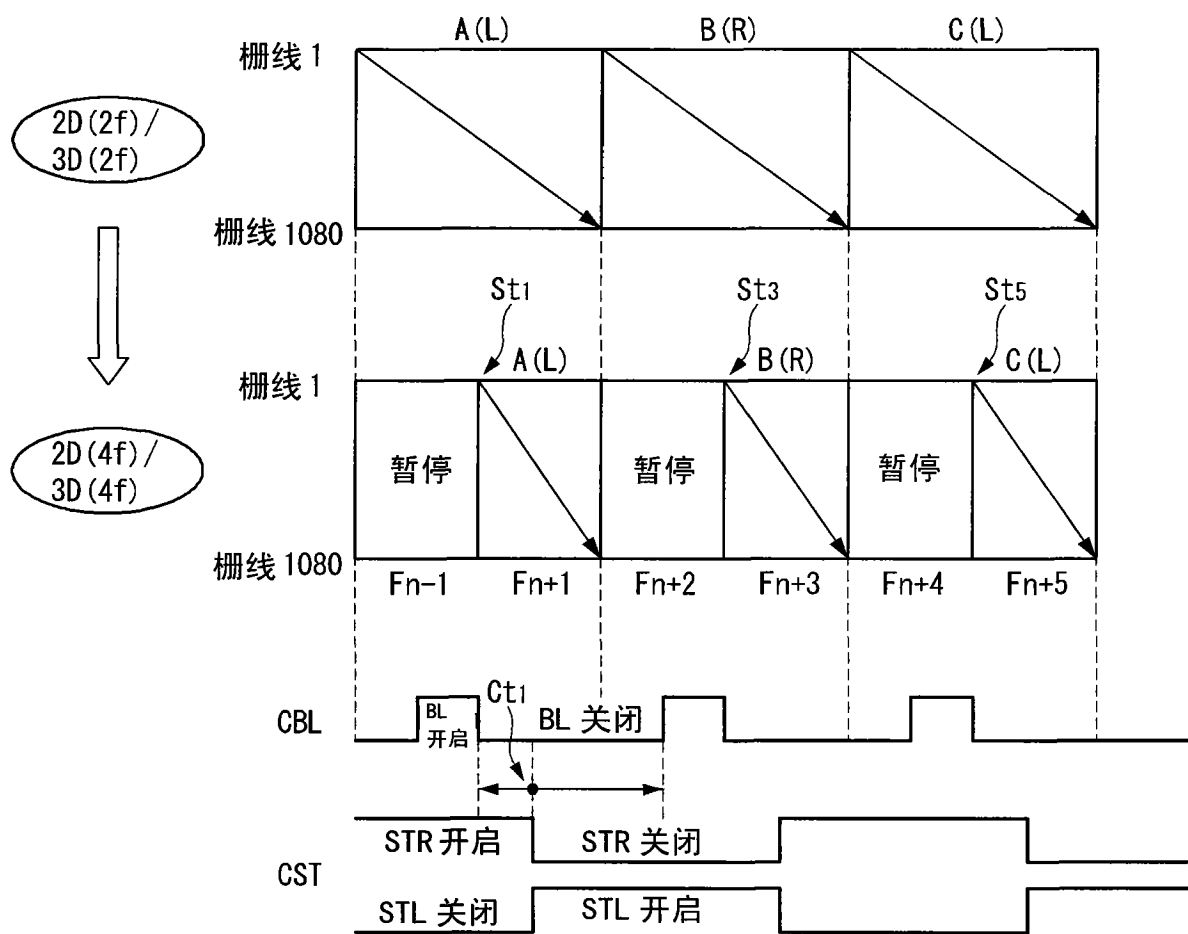 A(L) B(R) C(L)
栅线 1
2D(2f)/
3D(2f)
栅线 1080
St1 St3 St5
A(L) B(R) C(L)
栅线 1
2D(4f)/
3D(4f)
暂停 暂停 暂停
栅线 1080
Fn-1 Fn+1 Fn+2 Fn+3 Fn+4 Fn+5
Ct1
CBL
BL
开启
BL 关闭
STR 开启 STR 关闭
CST
STL 关闭 STL 开启